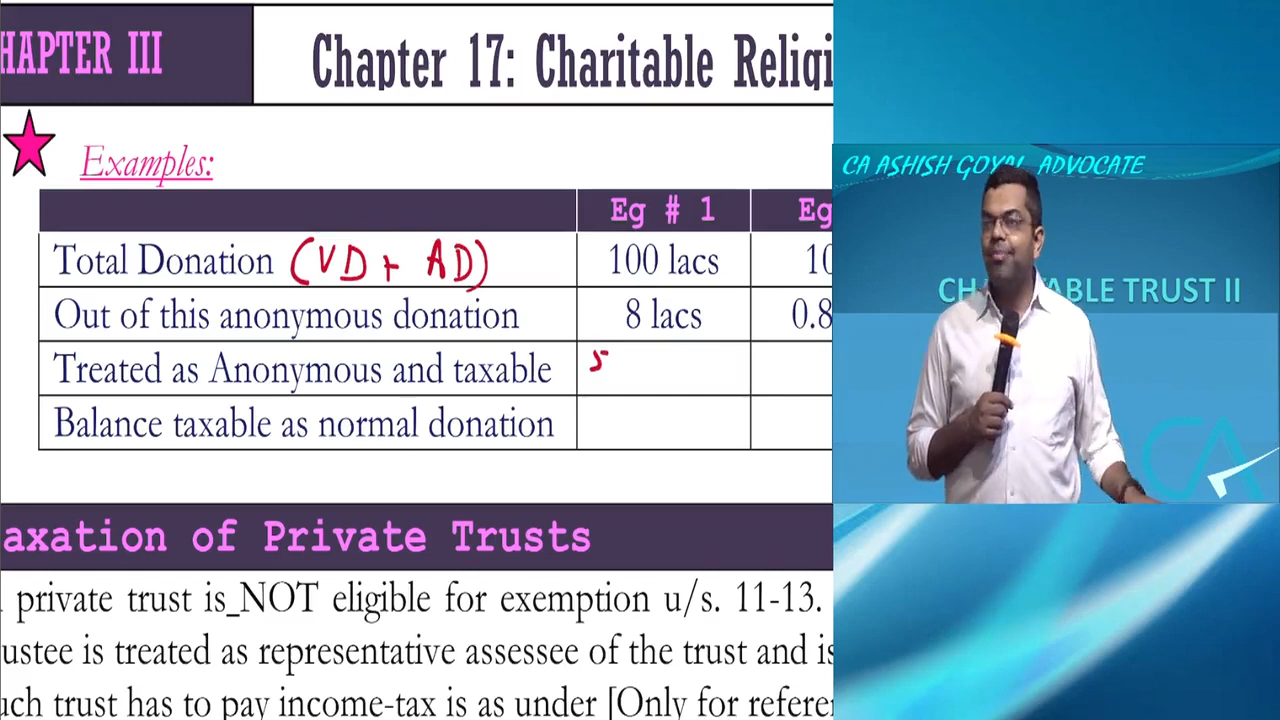 HAPTER III
Chapter 17: Charitable Religi
Examples:
Eg # 1 Eg
Total Donation (VD + AD) 100 lacs 10
Out of this anonymous donation 8 lacs 0.8
Treated as Anonymous and taxable 5
Balance taxable as normal donation
axation of Private Trusts
private trust is_NOT eligible for exemption u/s. 11-13.
ustee is treated as representative assessee of the trust and is
uch trust has to pay income-tax is as under [Only for refere
CA ASHISH GOYAL, ADVOCATE
CH TABLE TRUST II
CA